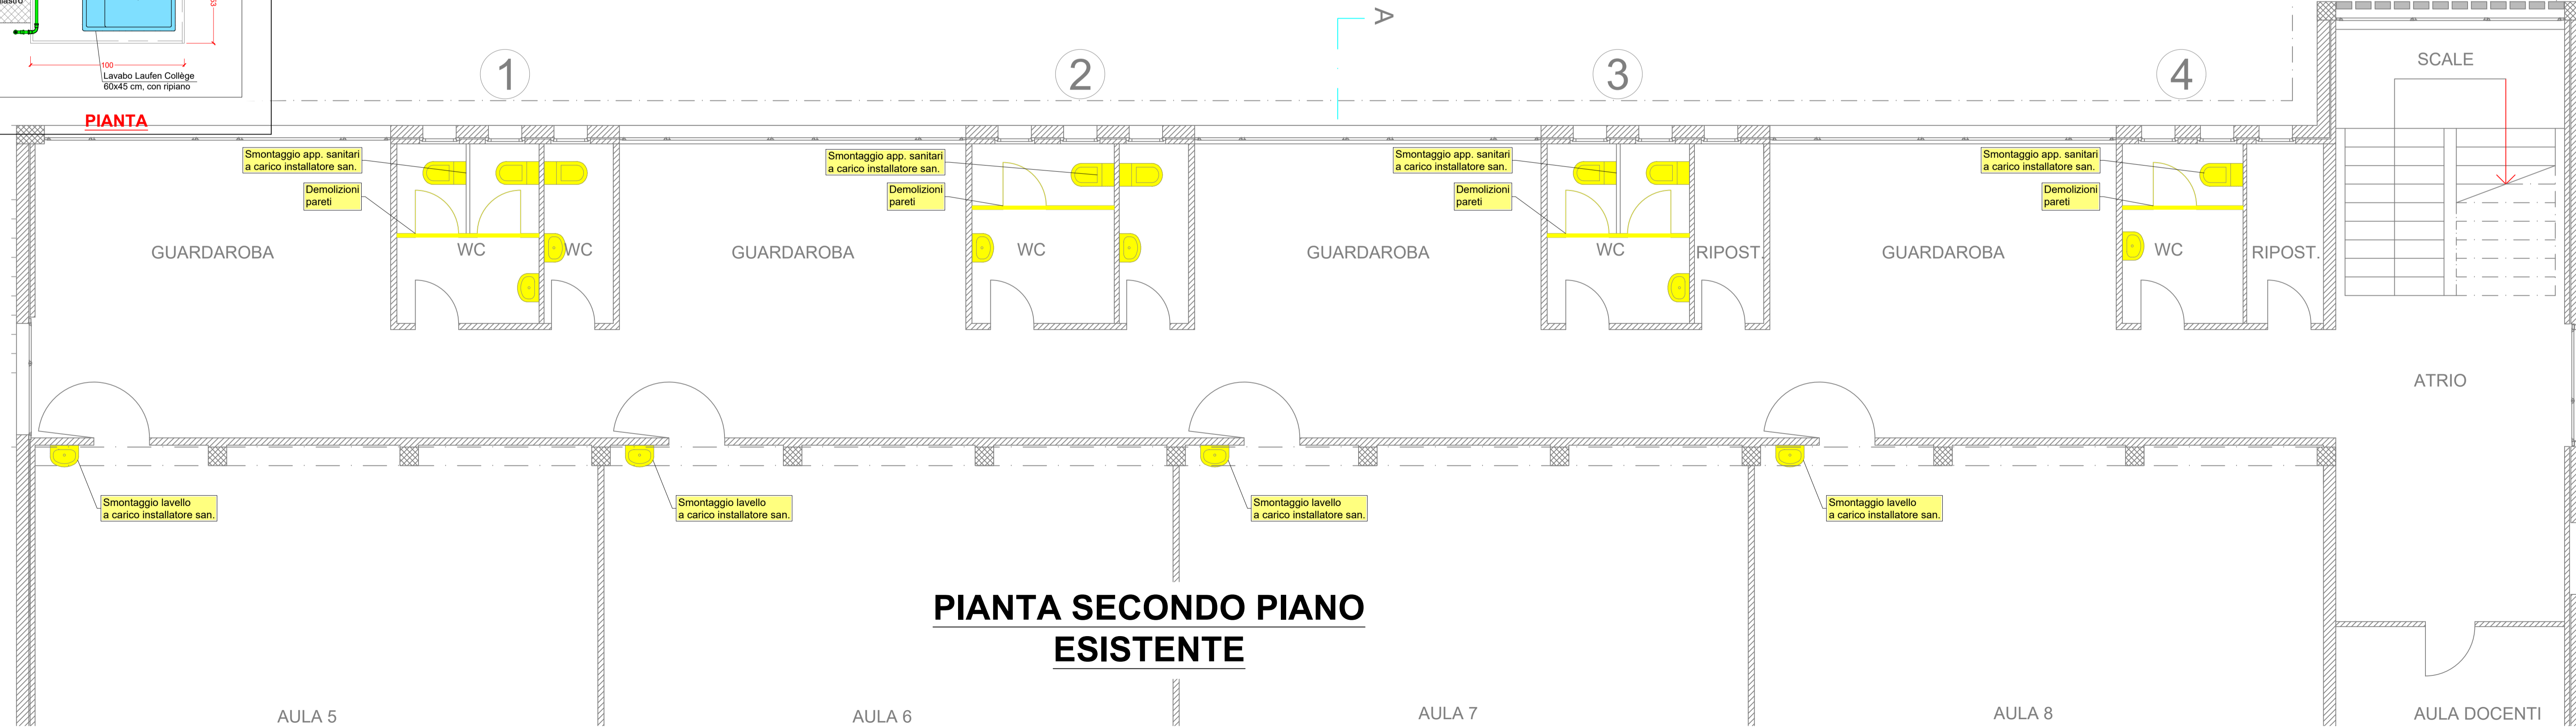 100
Lavabo Laufen Collège
60x45 cm, con ripiano
PIANTA
1
2
A
3
4
SCALE
Smontaggio app. sanitari
a carico installatore san.
Demolizioni
pareti
Smontaggio app. sanitari
a carico installatore san.
Demolizioni
pareti
Smontaggio app. sanitari
a carico installatore san.
Demolizioni
pareti
Smontaggio app. sanitari
a carico installatore san.
Demolizioni
pareti
GUARDAROBA
WC
WC
GUARDAROBA
WC
GUARDAROBA
WC
RIPOST.
GUARDAROBA
WC
RIPOST.
ATRIO
Smontaggio lavello
a carico installatore san.
Smontaggio lavello
a carico installatore san.
Smontaggio lavello
a carico installatore san.
Smontaggio lavello
a carico installatore san.
PIANTA SECONDO PIANO
ESISTENTE
AULA 5
AULA 6
AULA 7
AULA 8
AULA DOCENTI